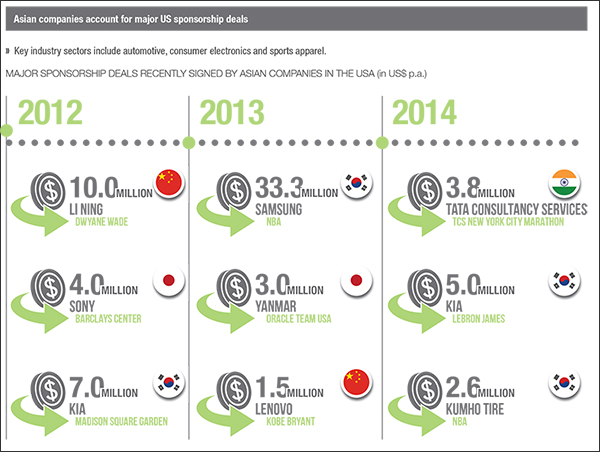 Asian companies account for major US sponsorship deals
» Key industry sectors include automotive, consumer electronics and sports apparel.
MAJOR SPONSORSHIP DEALS RECENTLY SIGNED BY ASIAN COMPANIES IN THE USA (in US$ p.a.)
2012
$ 10.0 MILLION
LI NING
DWYANE WADE
$ 4.0 MILLION
SONY
BARCLAYS CENTER
$ 7.0 MILLION
KIA
MADISON SQUARE GARDEN
2013
$ 33.3 MILLION
SAMSUNG
NBA
$ 3.0 MILLION
YANMAR
ORACLE TEAM USA
$ 1.5 MILLION
LENOVO
KOBE BRYANT
2014
$ 3.8 MILLION
TATA CONSULTANCY SERVICES
TCS NEW YORK CITY MARATHON
$ 5.0 MILLION
KIA
LEBRON JAMES
$ 2.6 MILLION
KUMHO TIRE
NBA